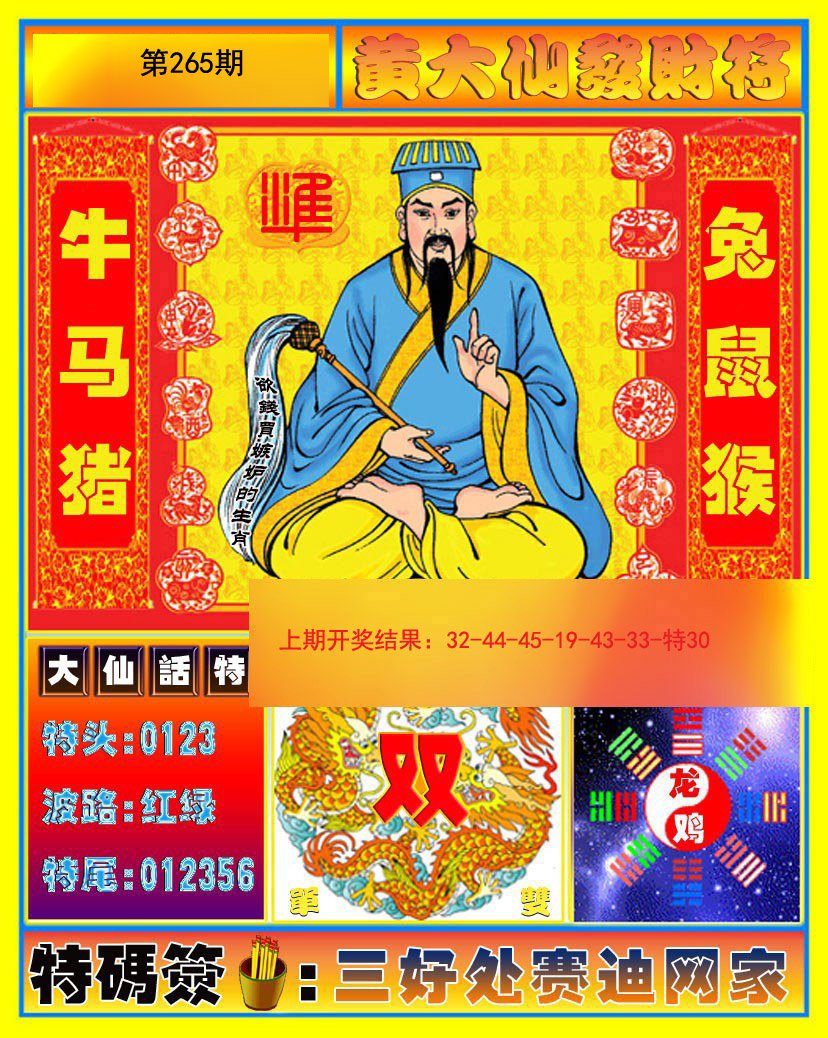 第265期
黄大仙發財符
牛马猪
兔鼠猴
欲錢買嫉妒的生肖
上期开奖结果：32-44-45-19-43-33-特30
大仙話特
特头:0123
波路:红绿
特尾:012356
双
單
雙
龙
鸡
特碼簽:三好处赛迪网家